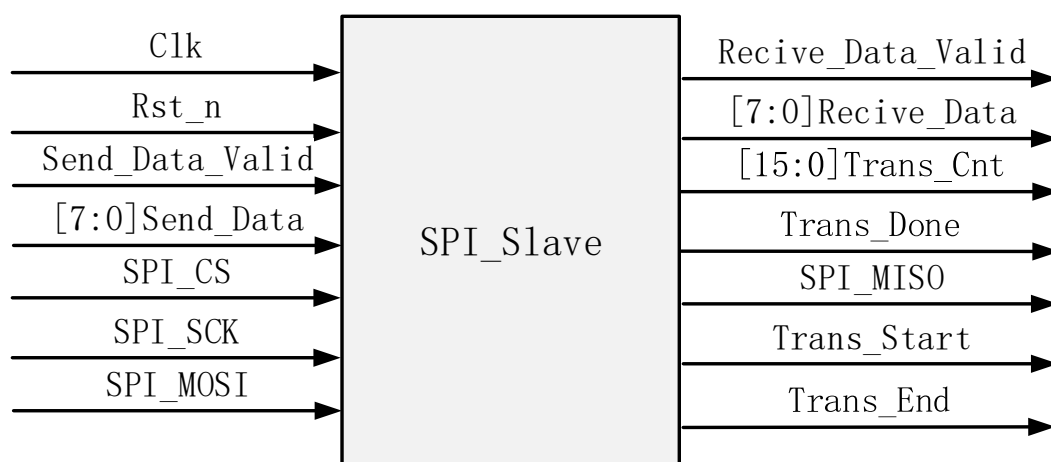 Clk
Rst_n
Send_Data_Valid
[7:0]Send_Data
SPI_CS
SPI_SCK
SPI_MOSI
SPI_Slave
Recive_Data_Valid
[7:0]Recive_Data
[15:0]Trans_Cnt
Trans_Done
SPI_MISO
Trans_Start
Trans_End